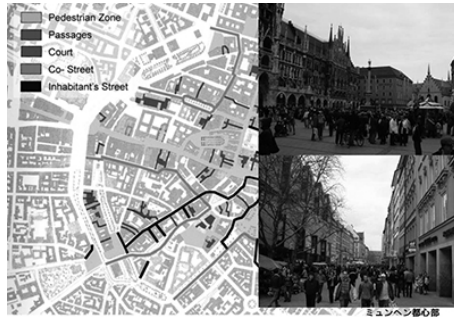 Pedestrian Zone
Passages
Court
Co- Street
Inhabitant's Street
ミュンヘン都心部